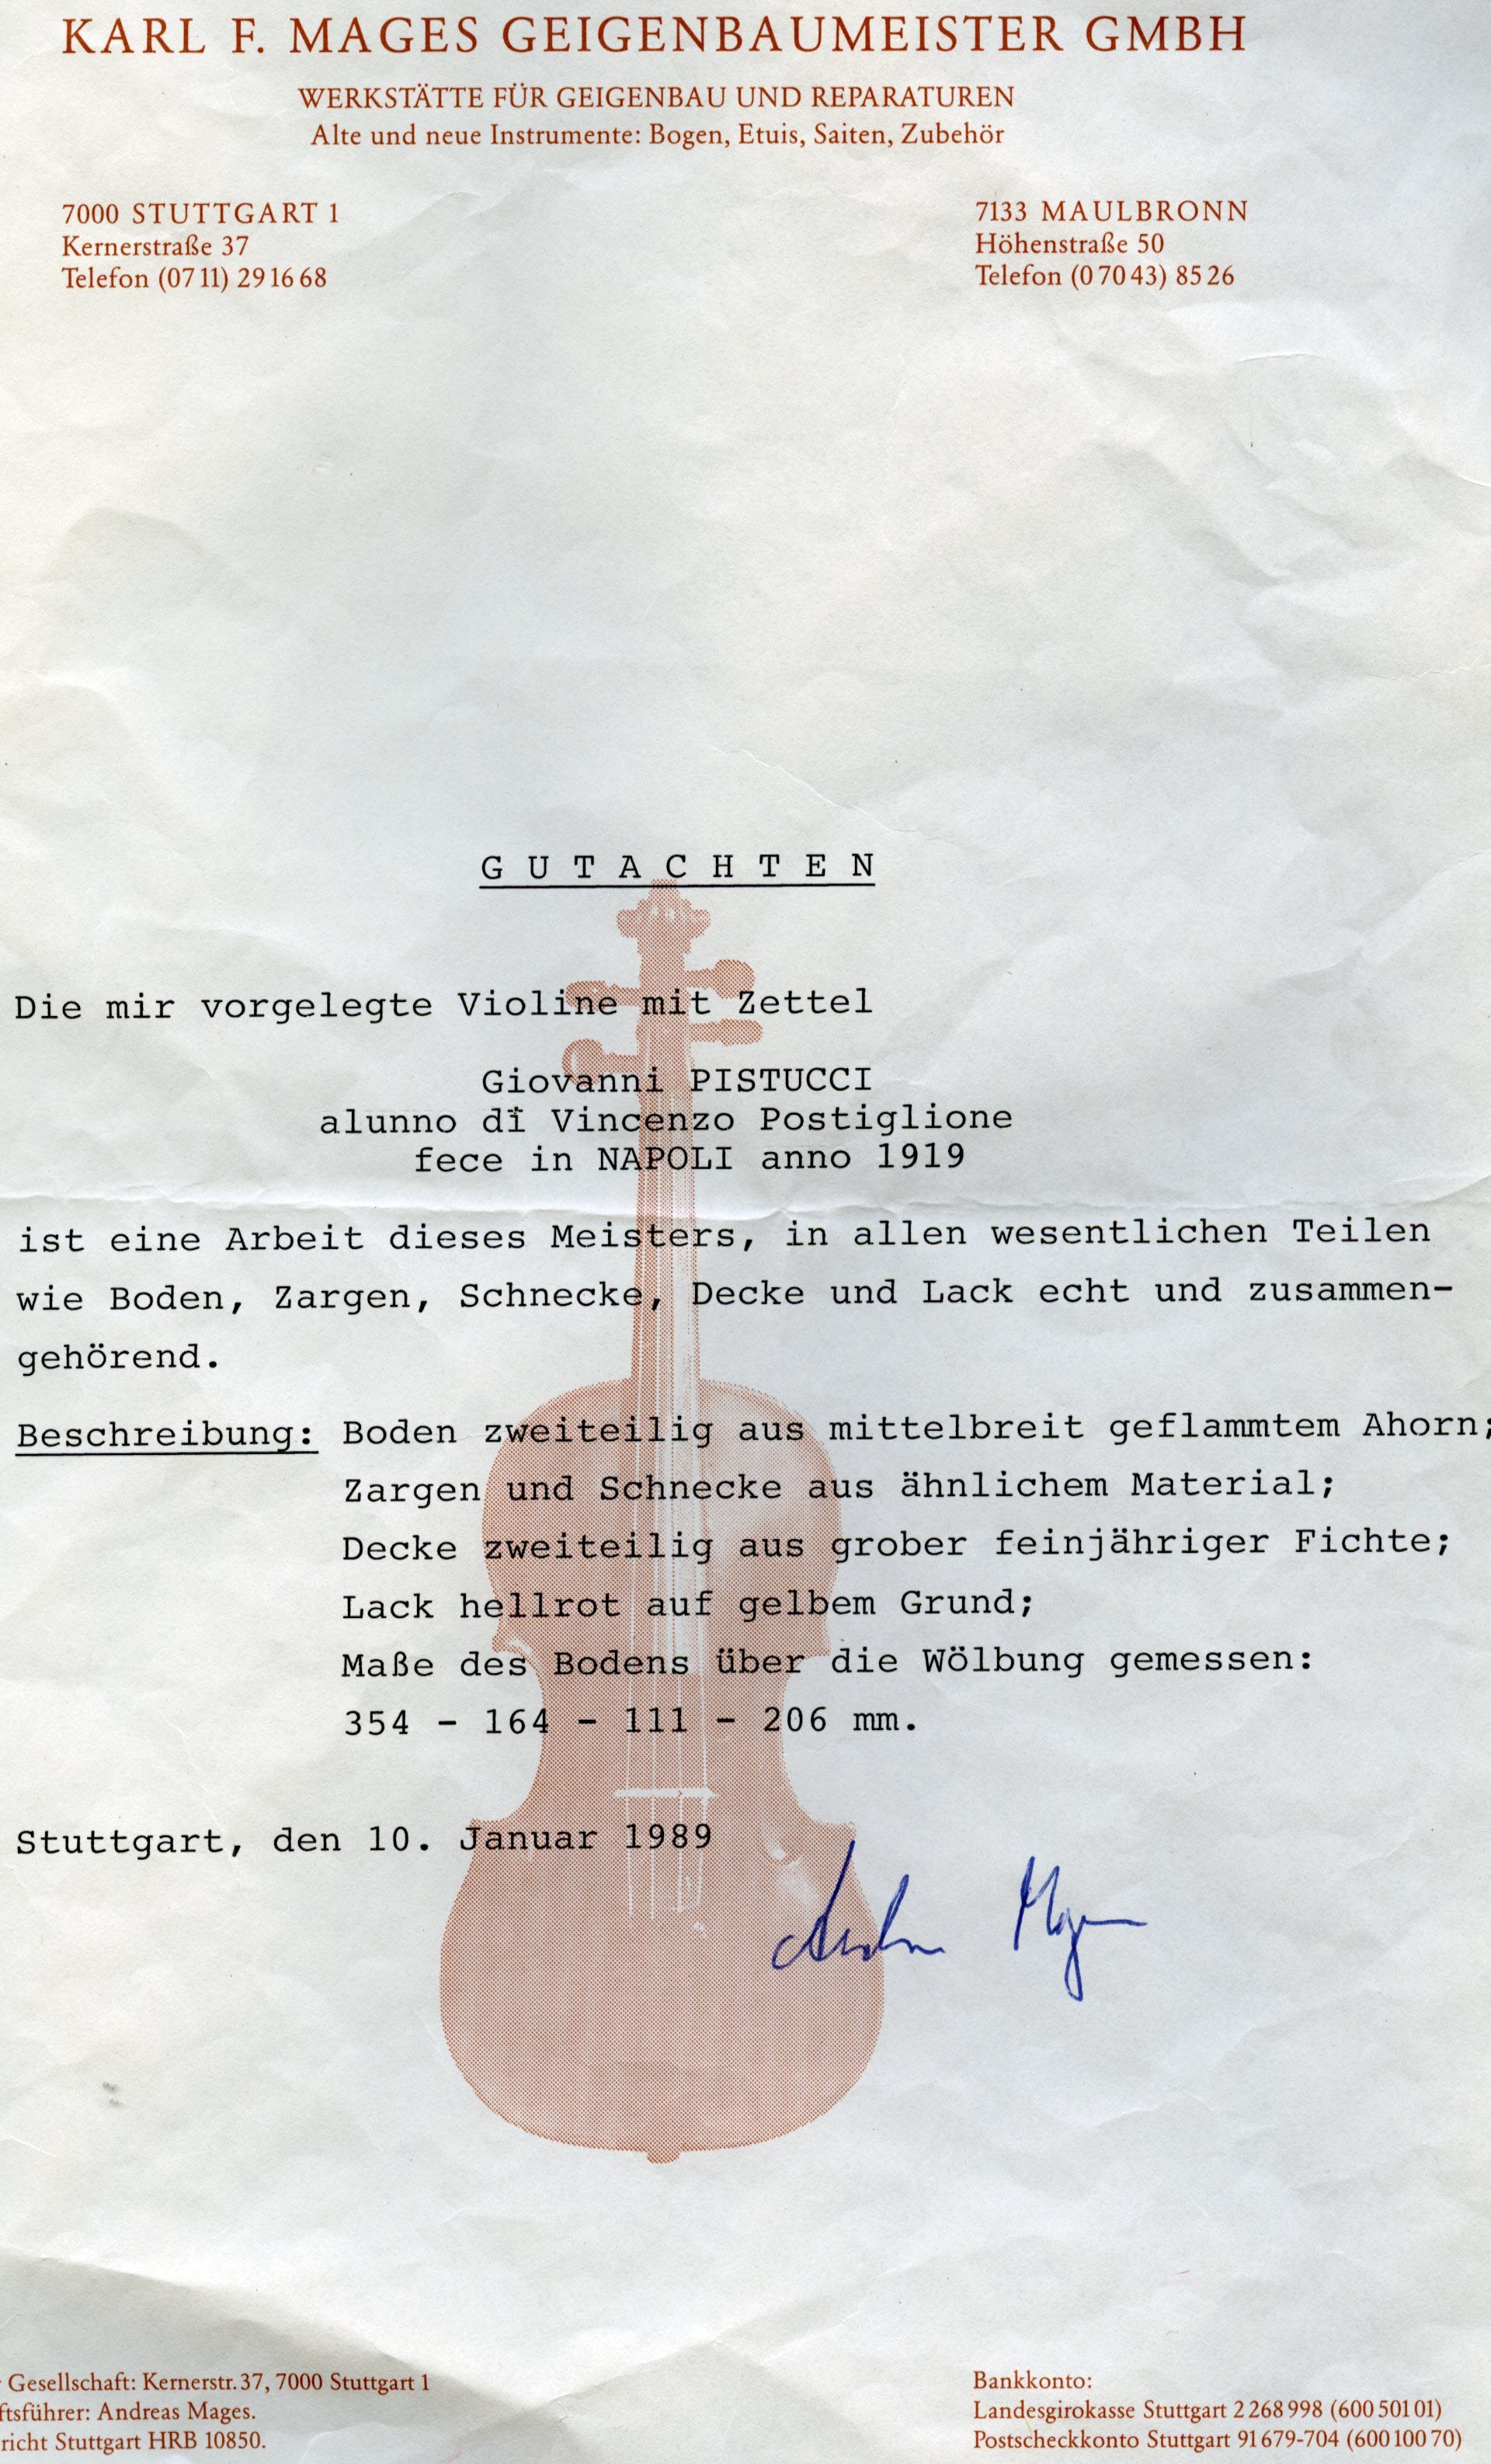 KARL F. MAGES GEIGENBAUMEISTER GMBH
WERKSTÄTTE FÜR GEIGENBAU UND REPARATUREN
Alte und neue Instrumente: Bogen, Etuis, Saiten, Zubehör
7000 STUTTGART 1
Kernerstraße 37
Telefon (07 11) 29 16 68
7133 MAULBRONN
Höhenstraße 50
Telefon (0 70 43) 85 26
GUTACHTEN
Die mir vorgelegte Violine mit Zettel
Giovanni PISTUCCI
alunno di Vincenzo Postiglione
fece in NAPOLI anno 1919
ist eine Arbeit dieses Meisters, in allen wesentlichen Teilen
wie Boden, Zargen, Schnecke, Decke und Lack echt und zusammen-
gehörend.
Beschreibung: Boden zweiteilig aus mittelbreit geflammtem Ahorn;
Zargen und Schnecke aus ähnlichem Material;
Decke zweiteilig aus grober feinjähriger Fichte;
Lack hellrot auf gelbem Grund;
Maße des Bodens über die Wölbung gemessen:
354 - 164 - 111 - 206 mm.
Stuttgart, den 10. Januar 1989
Gesellschaft: Kernerstr. 37, 7000 Stuttgart 1
ftsführer: Andreas Mages.
richt Stuttgart HRB 10850.
Bankkonto:
Landesgirokasse Stuttgart 2 268 998 (600 501 01)
Postscheckkonto Stuttgart 91 679-704 (600 100 70)